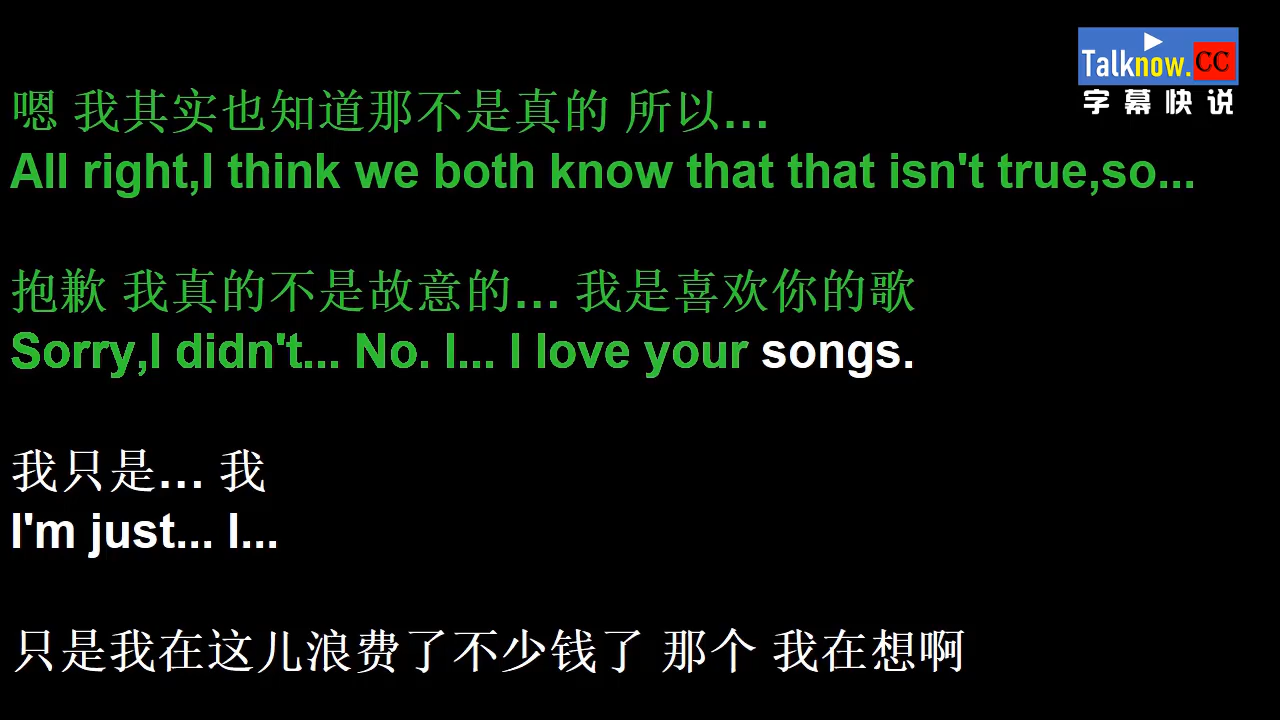 Talknow.CC
字幕快说
嗯 我其实也知道那不是真的 所以...
All right,I think we both know that that isn't true,so...
抱歉 我真的不是故意的... 我是喜欢你的歌
Sorry,I didn't... No. I... I love your songs.
我只是... 我
I'm just... I...
只是我在这儿浪费了不少钱了 那个 我在想啊